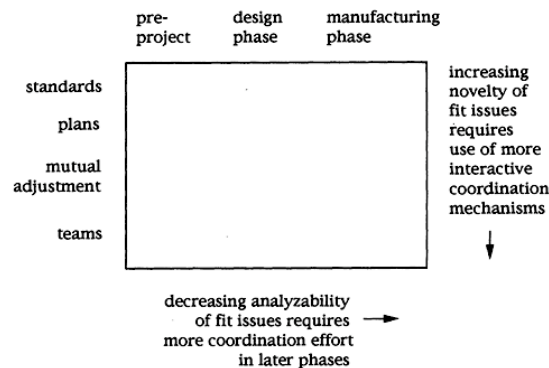 pre-
project
design
phase
manufacturing
phase
standards
plans
mutual
adjustment
teams
increasing
novelty of
fit issues
requires
use of more
interactive
coordination
mechanisms
decreasing analyzability
of fit issues requires
more coordination effort
in later phases